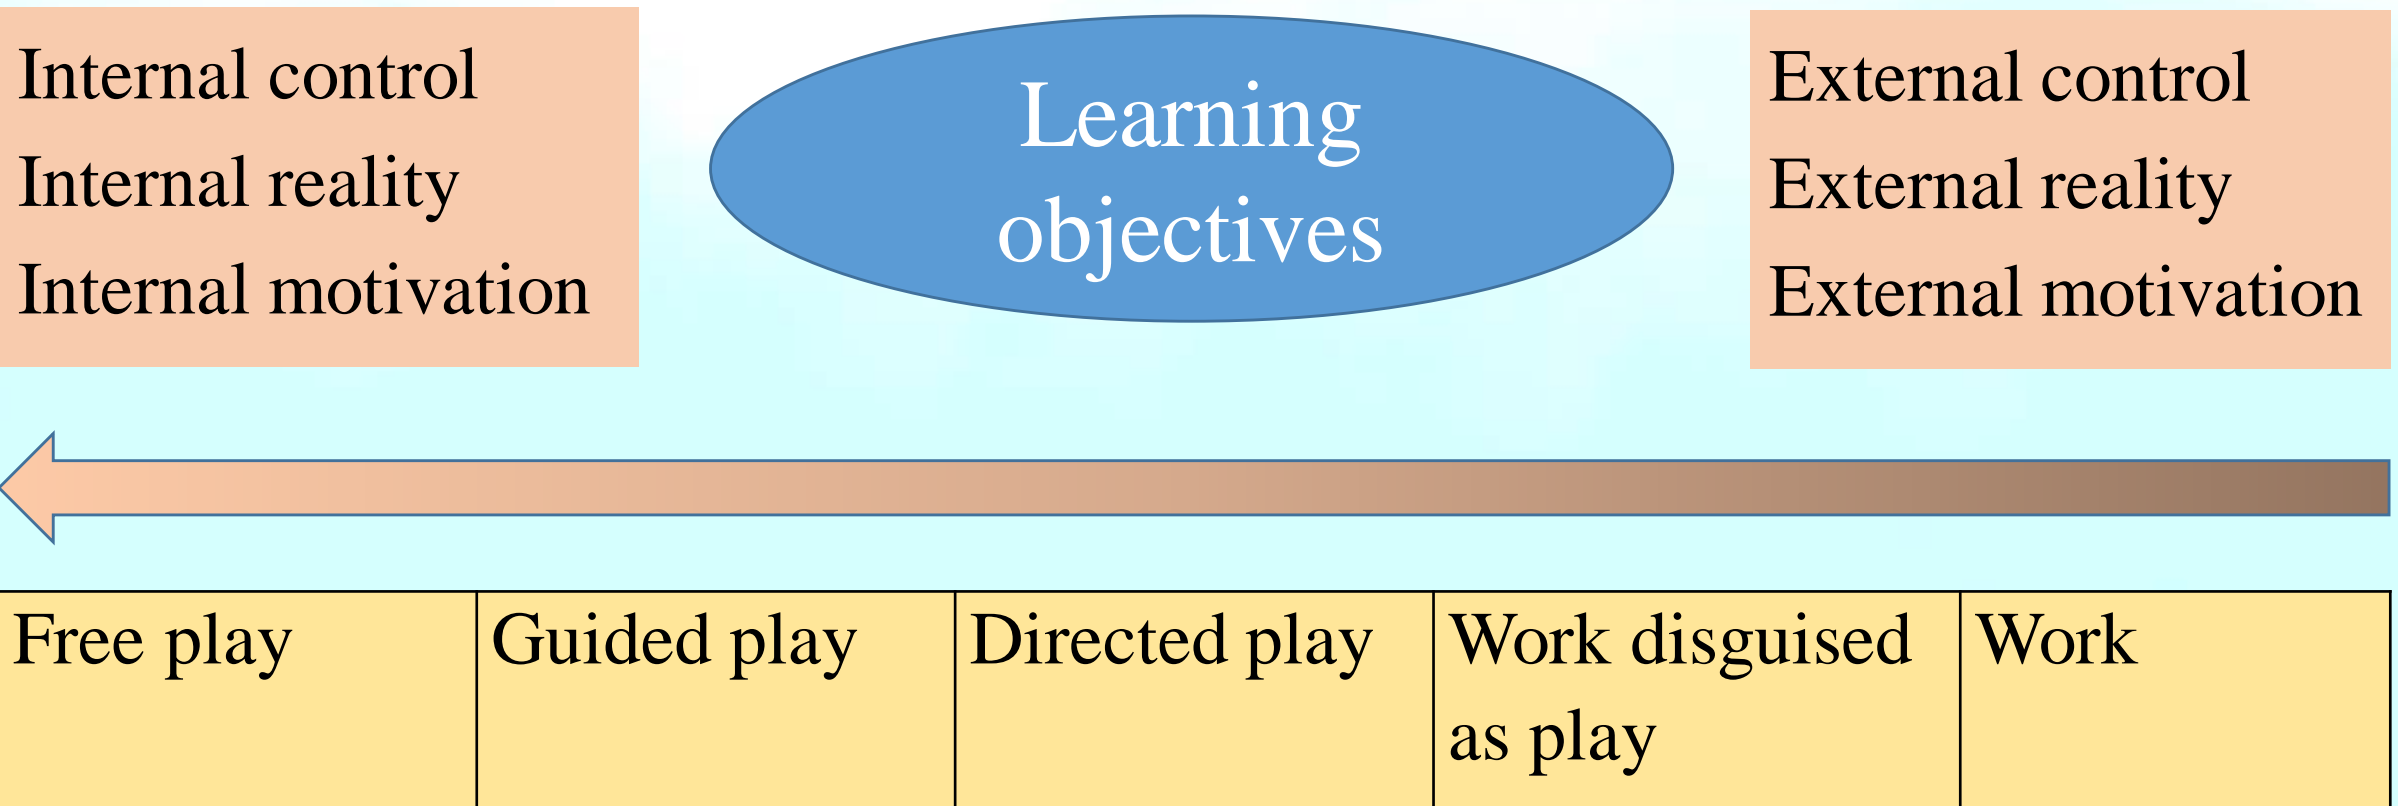 Internal control
Internal reality
Internal motivation
Learning
objectives
External control
External reality
External motivation
Free play
Guided play
Directed play
Work disguised
as play
Work